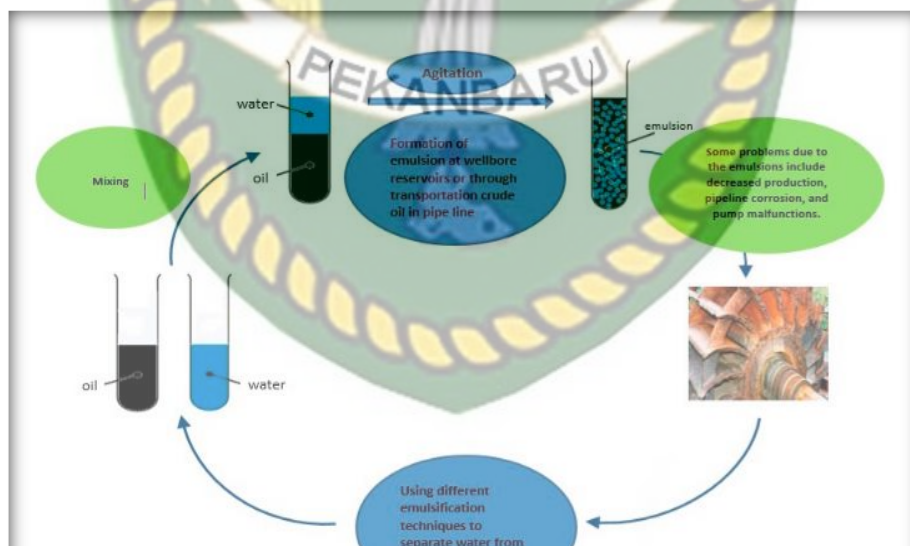 PEKANBARU
Agitation
water
oil
emulsion
Mixing
Formation of
emulsion at wellbore
reservoirs or through
transportation crude
oil in pipe line
Some problems due to
the emulsions include
decreased production,
pipeline corrosion, and
pump malfunctions.
oil
water
Using different
emulsification
techniques to
separate water from